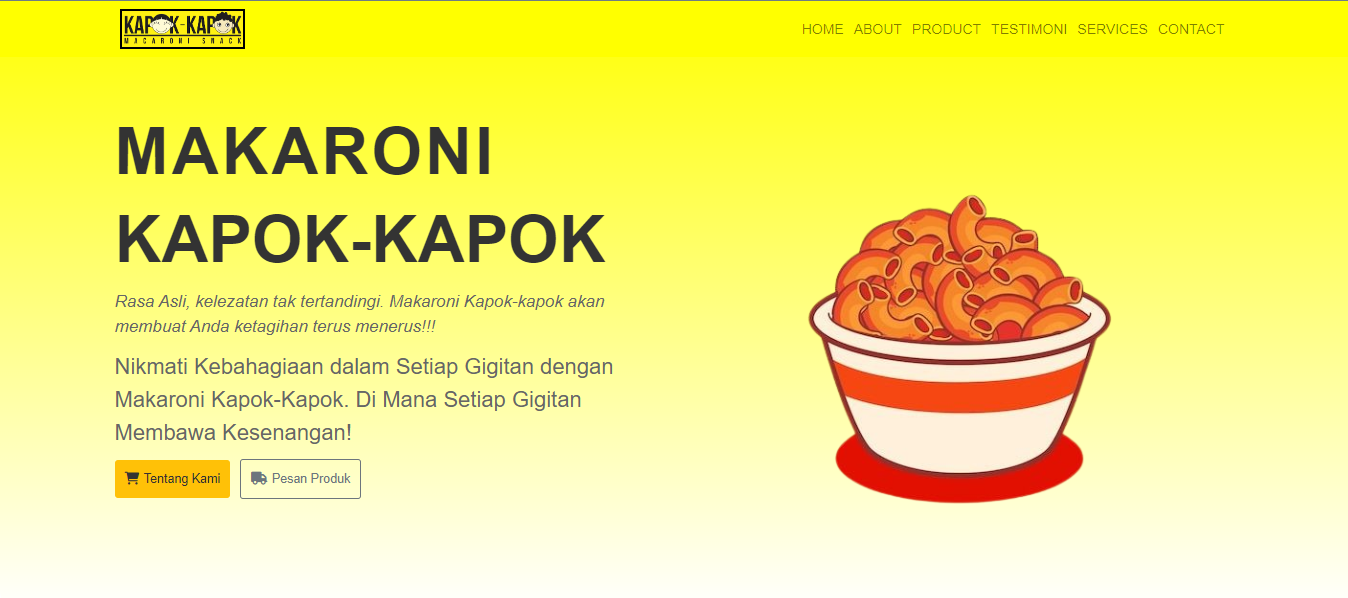 KAPOK-KAPOK
MACARONI SNACK
HOME ABOUT PRODUCT TESTIMONI SERVICES CONTACT
MAKARONI
KAPOK-KAPOK
Rasa Asli, kelezatan tak tertandingi. Makaroni Kapok-kapok akan
membuat Anda ketagihan terus menerus!!!
Nikmati Kebahagiaan dalam Setiap Gigitan dengan
Makaroni Kapok-Kapok. Di Mana Setiap Gigitan
Membawa Kesenangan!
Tentang Kami Pesan Produk